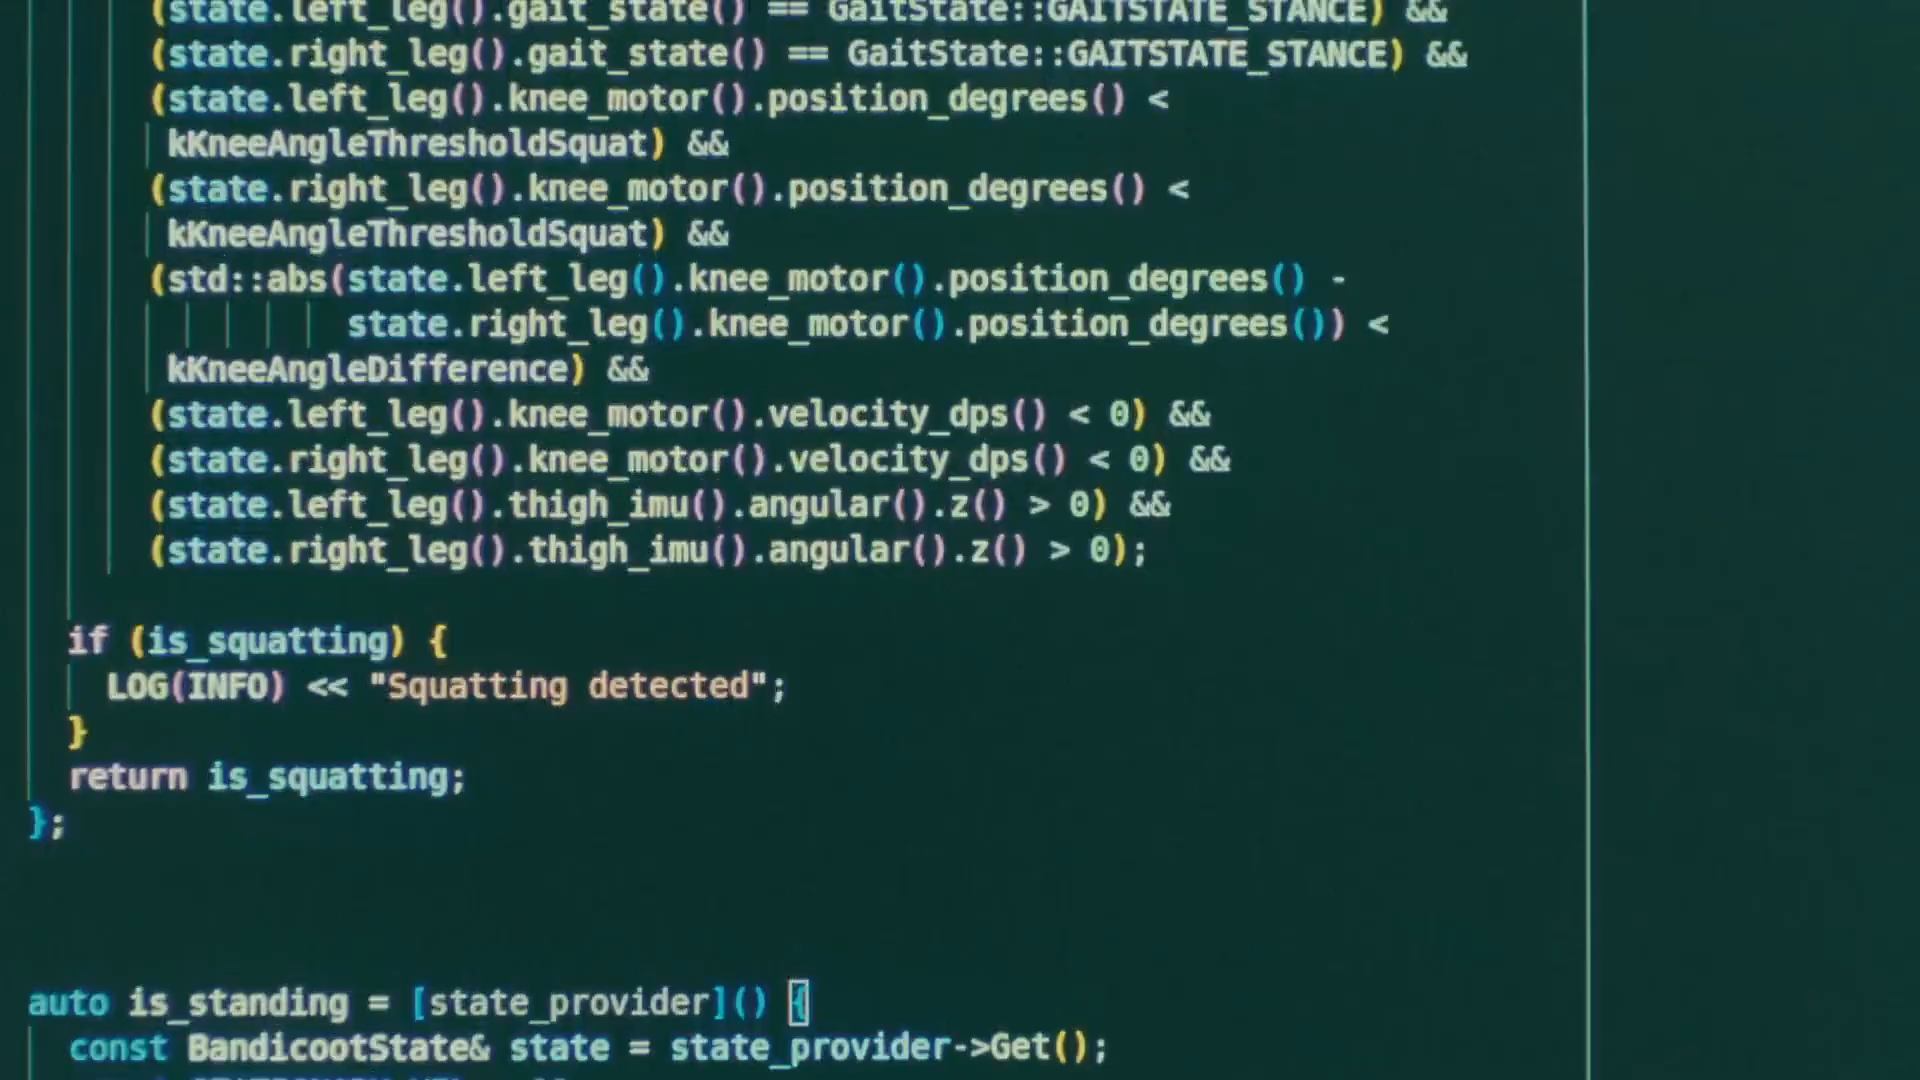 (state.left_leg().gait_state() == GaitState::GAITSTATE_STANCE) &&
(state.right_leg().gait_state() == GaitState::GAITSTATE_STANCE) &&
(state.left_leg().knee_motor().position_degrees() <
kKneeAngleThresholdSquat) &&
(state.right_leg().knee_motor().position_degrees() <
kKneeAngleThresholdSquat) &&
(std::abs(state.left_leg().knee_motor().position_degrees() -
state.right_leg().knee_motor().position_degrees()) <
kKneeAngleDifference) &&
(state.left_leg().knee_motor().velocity_dps() < 0) &&
(state.right_leg().knee_motor().velocity_dps() < 0) &&
(state.left_leg().thigh_imu().angular().z() > 0) &&
(state.right_leg().thigh_imu().angular().z() > 0);
if (is_squatting) {
LOG(INFO) << "Squatting detected";
}
return is_squatting;
};
auto is_standing = [state_provider]() {
const BandicootState& state = state_provider->Get();